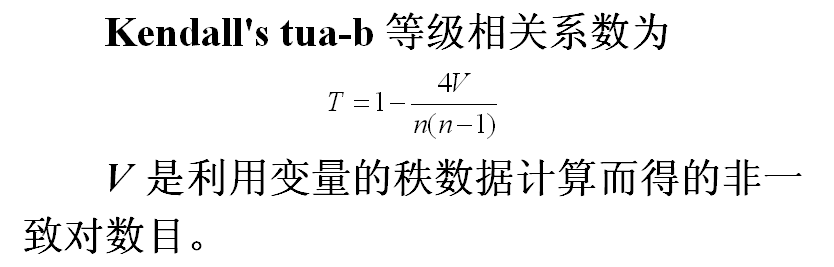 Kendall's tua-b 等级相关系数为
T = 1 - 4V / n(n-1)
V 是利用变量的秩数据计算而得的非一
致对数目。